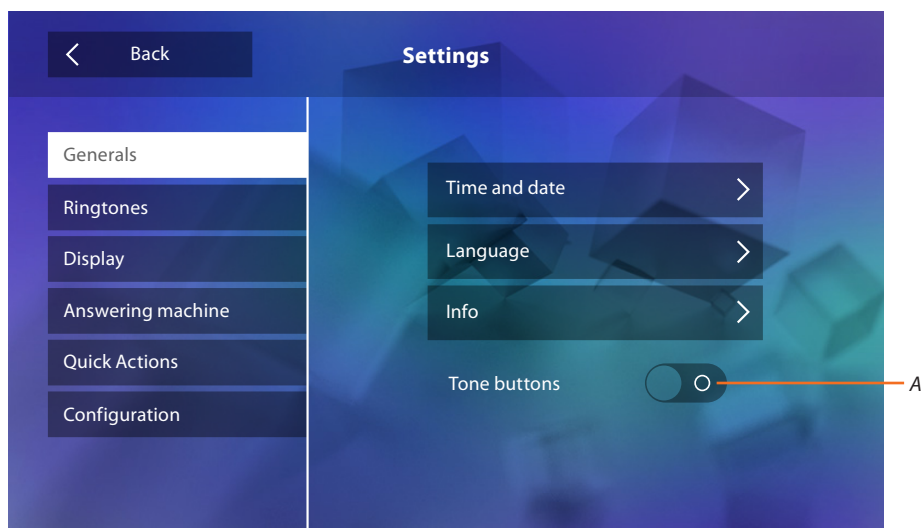 Back
Settings
Generals
Ringtones
Display
Answering machine
Quick Actions
Configuration
Time and date
Language
Info
Tone buttons
A